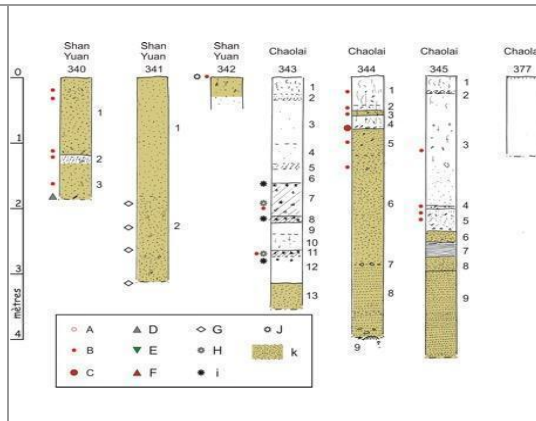 Shan Yuan 340
Shan Yuan 341
Shan Yuan 342
Chaolai 343
Chaolai 344
Chaolai 345
Chaola 377
0
1
2
3
4
mètres
1
2
3
1
2
1
2
3
4
5
6
7
8
9
10
11
12
13
1
2
3
4
5
6
7
8
9
1
2
3
4
5
6
7
8
9
A
B
C
D
E
F
G
H
i
J
k